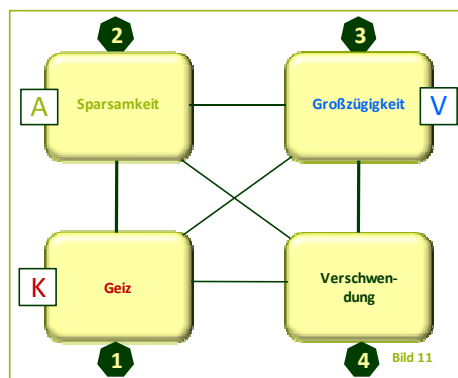 2
3
A
Sparsamkeit
Großzügigkeit
V
K
Geiz
Verschwen-
dung
1
4
Bild 11